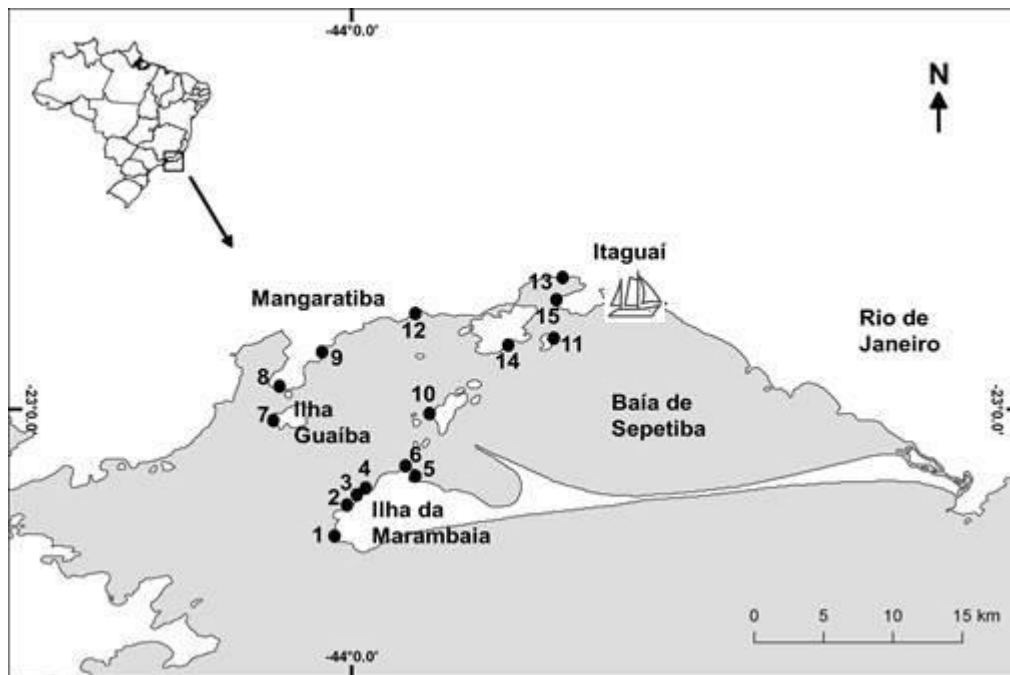 -44°0.0'
N
Itaguaí
13
Mangaratiba
15
12
11
Rio de
Janeiro
9
14
8
10
-23°0.0'
-23°0.0'
7
Ilha
Guaíba
Baía de
Sepetiba
6
5
4
3
2
Ilha da
Marambaia
1
0 5 10 15 km
-44°0.0'